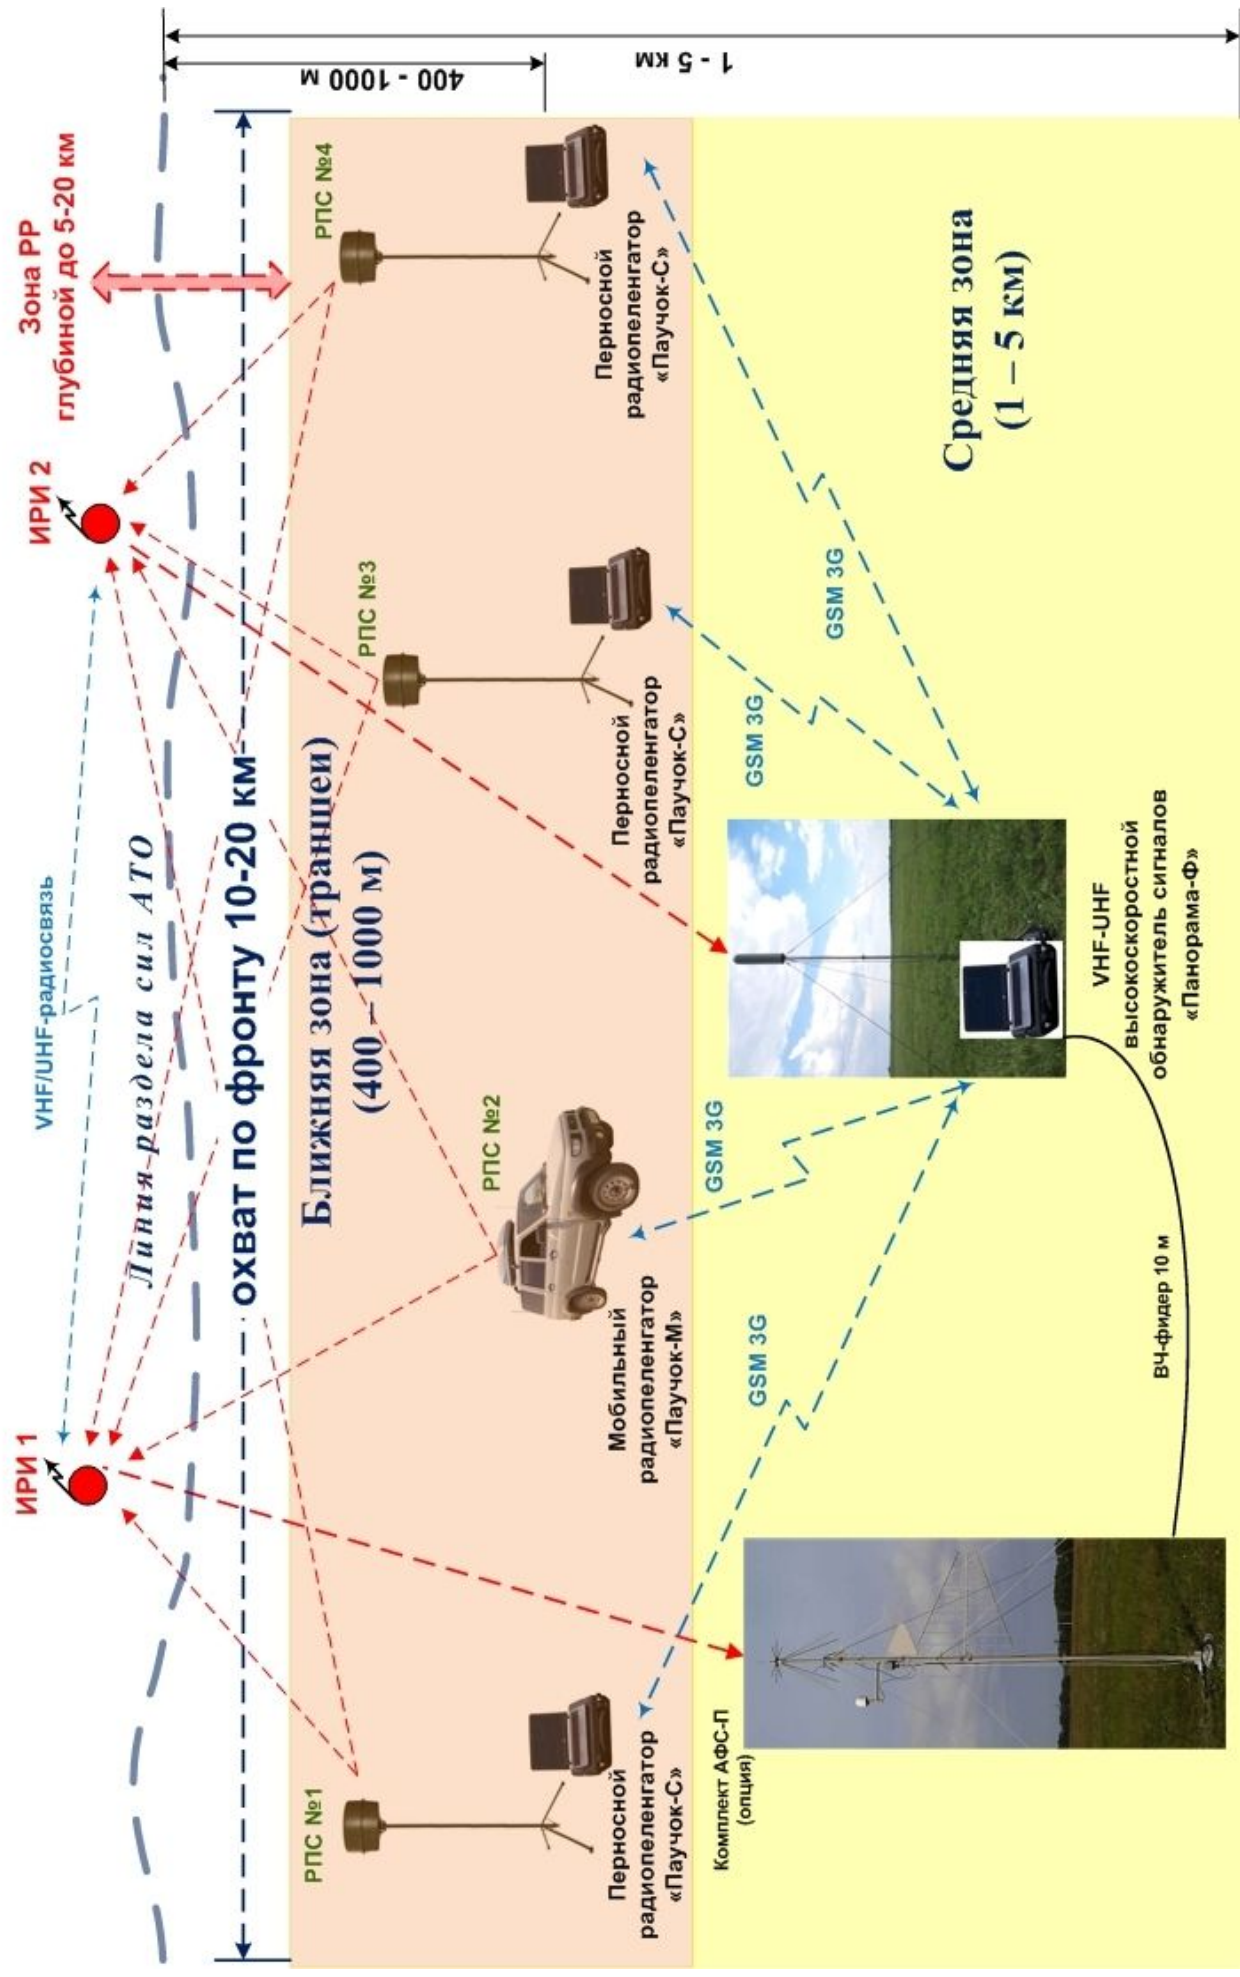 Зона РР
глубиной до 5-20 км
ИРИ 1
ИРИ 2
VHF/UHF-радиосвязь
Линия раздела сил АТО
охват по фронту 10-20 км
400 - 1000 м
1 - 5 км
Ближняя зона (траншеи)
(400 – 1000 м)
РПС №1
Перносной
радиопеленгатор
«Паучок-С»
РПС №2
Мобильный
радиопеленгатор
«Паучок-М»
РПС №3
Перносной
радиопеленгатор
«Паучок-С»
РПС №4
Перносной
радиопеленгатор
«Паучок-С»
GSM 3G
GSM 3G
GSM 3G
GSM 3G
Средняя зона
(1 – 5 км)
Комплект АФС-П
(опция)
ВЧ-фидер 10 м
VHF-UHF
высокоскоростной
обнаружитель сигналов
«Панорама-Ф»